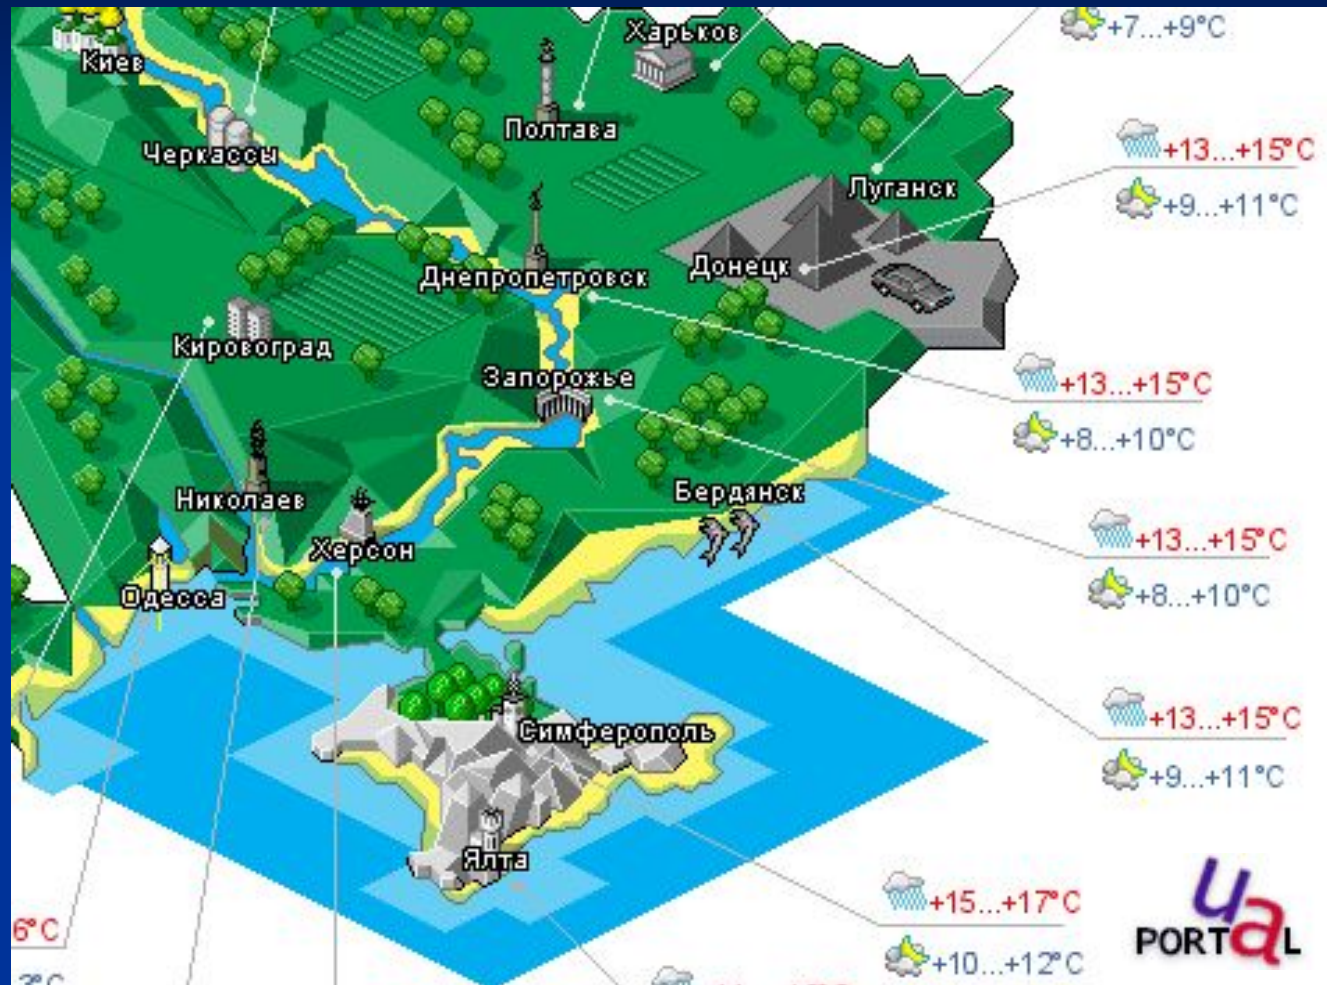 Харьков
+7...+9°C
Киев
Полтава
+13...+15°C
Черкассы
Луганск
+9...+11°C
Донецк
Днепропетровск
Кировоград
Запорожье
+13...+15°C
+8...+10°C
Николаев
Бердянск
Херсон
+13...+15°C
+8...+10°C
Одесса
Симферополь
+13...+15°C
+9...+11°C
Ялта
+15...+17°C
+10...+12°C
6°C
ua
PORTAL